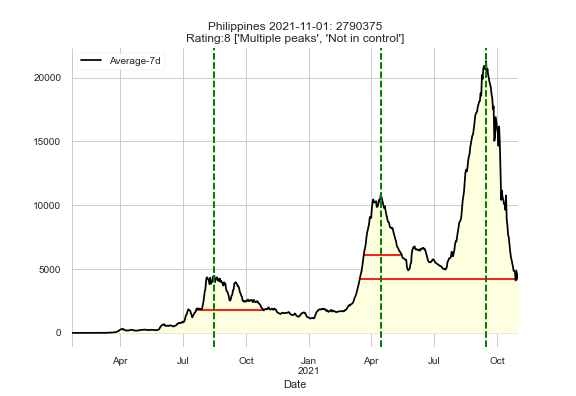 Philippines 2021-11-01: 2790375
Rating:8 ['Multiple peaks', 'Not in control']
Average-7d
20000
15000
10000
5000
0
Apr Jul Oct Jan Apr Jul Oct
2021
Date